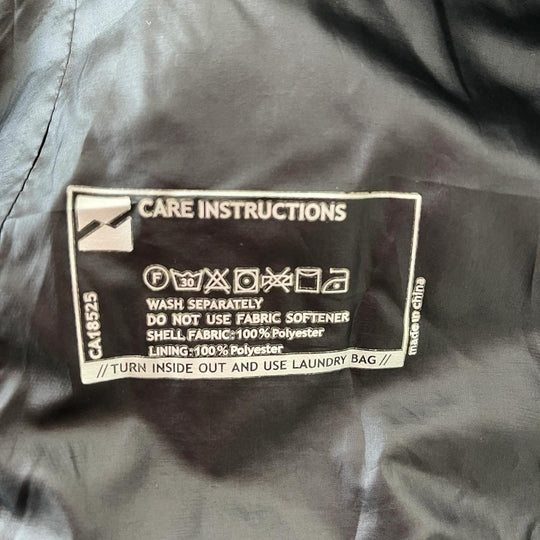 CARE INSTRUCTIONS
F 30
WASH SEPARATELY
DO NOT USE FABRIC SOFTENER
SHELL FABRIC:100%Polyester
LINING:100%Polyester
// TURN INSIDE OUT AND USE LAUNDRY BAG //
CA18525
made in china